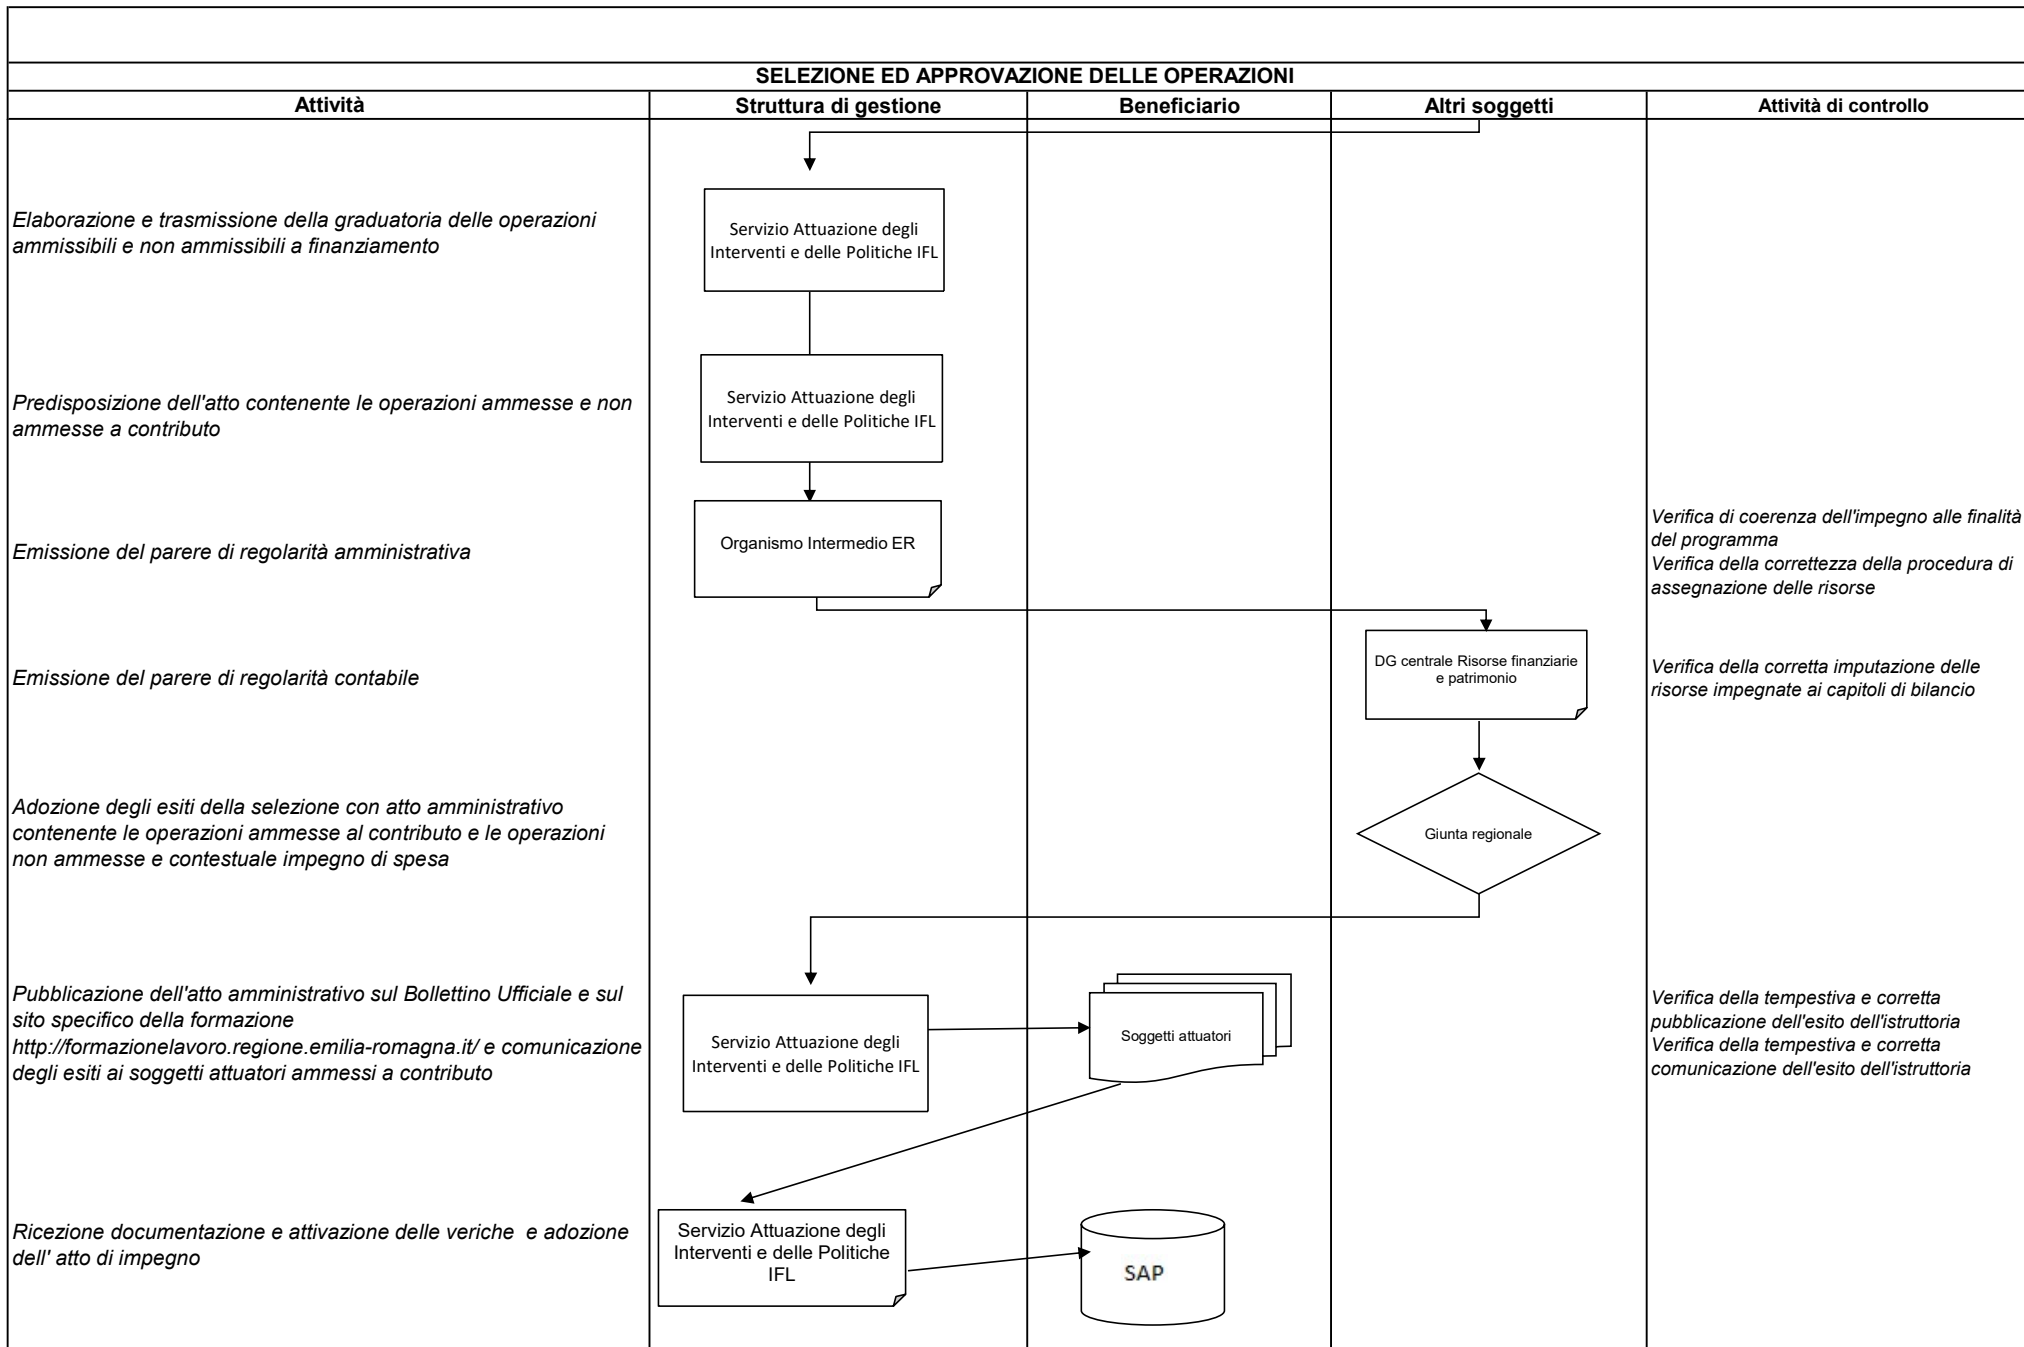 SELEZIONE ED APPROVAZIONE DELLE OPERAZIONI
Attività
Struttura di gestione
Beneficiario
Altri soggetti
Attività di controllo
Elaborazione e trasmissione della graduatoria delle operazioni
ammissibili e non ammissibili a finanziamento
Servizio Attuazione degli
Interventi e delle Politiche IFL
Predisposizione dell'atto contenente le operazioni ammesse e non
ammesse a contributo
Servizio Attuazione degli
Interventi e delle Politiche IFL
Emissione del parere di regolarità amministrativa
Organismo Intermedio ER
Verifica di coerenza dell'impegno alle finalità
del programma
Verifica della correttezza della procedura di
assegnazione delle risorse
Emissione del parere di regolarità contabile
DG centrale Risorse finanziarie
e patrimonio
Verifica della corretta imputazione delle
risorse impegnate ai capitoli di bilancio
Adozione degli esiti della selezione con atto amministrativo
contenente le operazioni ammesse al contributo e le operazioni
non ammesse e contestuale impegno di spesa
Giunta regionale
Pubblicazione dell'atto amministrativo sul Bollettino Ufficiale e sul
sito specifico della formazione
http://formazionelavoro.regione.emilia-romagna.it/ e comunicazione
degli esiti ai soggetti attuatori ammessi a contributo
Servizio Attuazione degli
Interventi e delle Politiche IFL
Soggetti attuatori
Verifica della tempestiva e corretta
pubblicazione dell'esito dell'istruttoria
Verifica della tempestiva e corretta
comunicazione dell'esito dell'istruttoria
Ricezione documentazione e attivazione delle veriche  e adozione
dell' atto di impegno
Servizio Attuazione degli
Interventi e delle Politiche
IFL
SAP